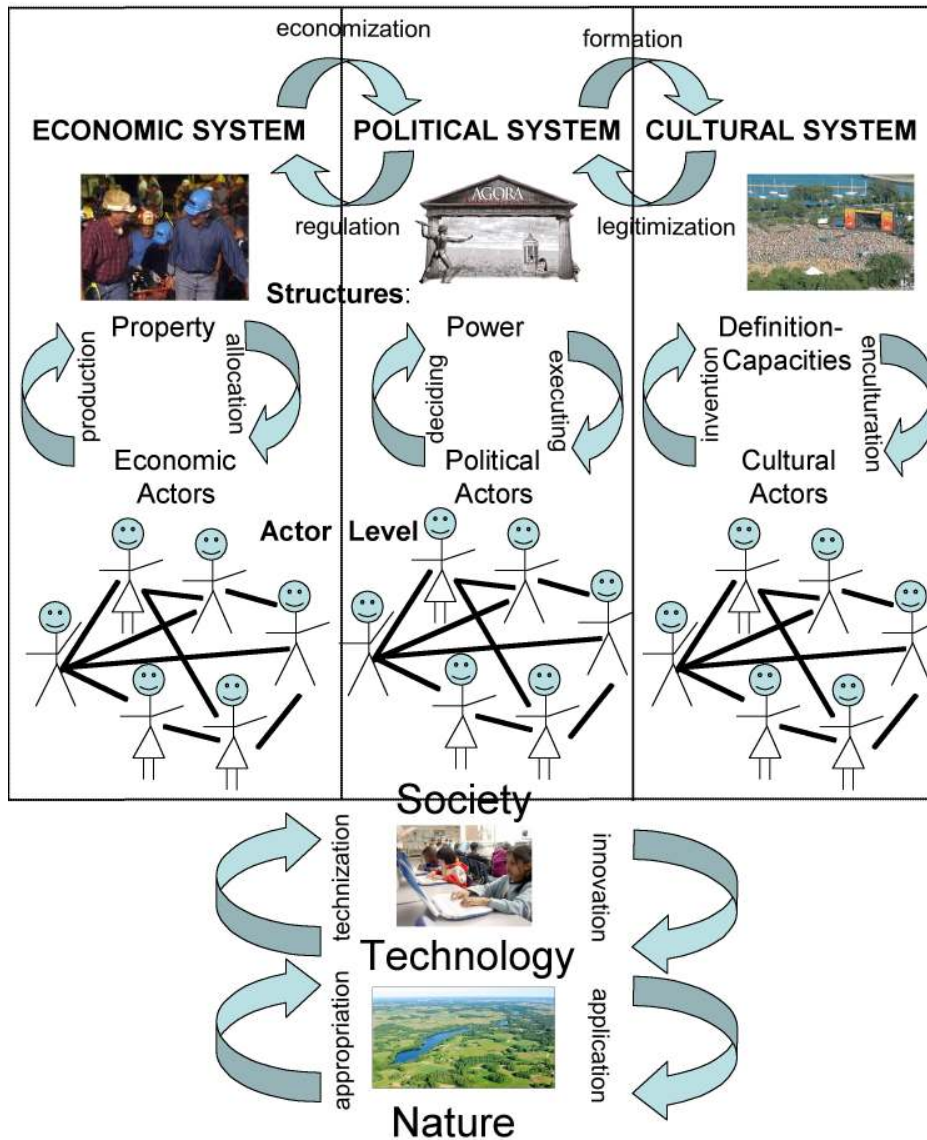 economization
formation
ECONOMIC SYSTEM
POLITICAL SYSTEM
CULTURAL SYSTEM
AGORA
regulation
legitimization
Structures:
Property
Power
Definition-
Capacities
production
allocation
deciding
executing
invention
enculturation
Economic
Actors
Political
Actors
Cultural
Actors
Actor Level
Society
technization
innovation
Technology
appropriation
application
Nature